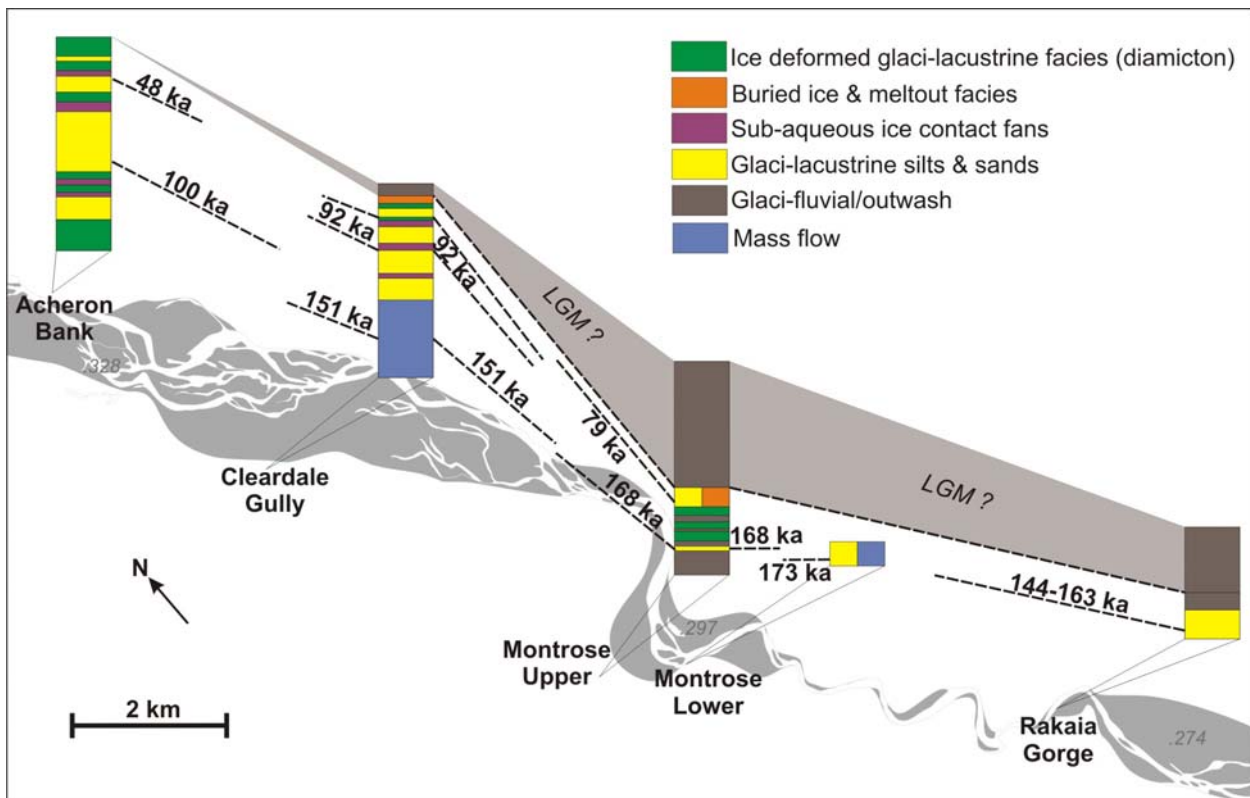 Ice deformed glaci-lacustrine facies (diamicton)
Buried ice & meltout facies
Sub-aqueous ice contact fans
Glaci-lacustrine silts & sands
Glaci-fluvial/outwash
Mass flow
48 ka
100 ka
92 ka
92 ka
151 ka
151 ka
79 ka
168 ka
168 ka
173 ka
144-163 ka
LGM ?
LGM ?
Acheron
Bank
.328
Cleardale
Gully
N
2 km
Montrose
Upper
.297
Montrose
Lower
Rakaia
Gorge
.274